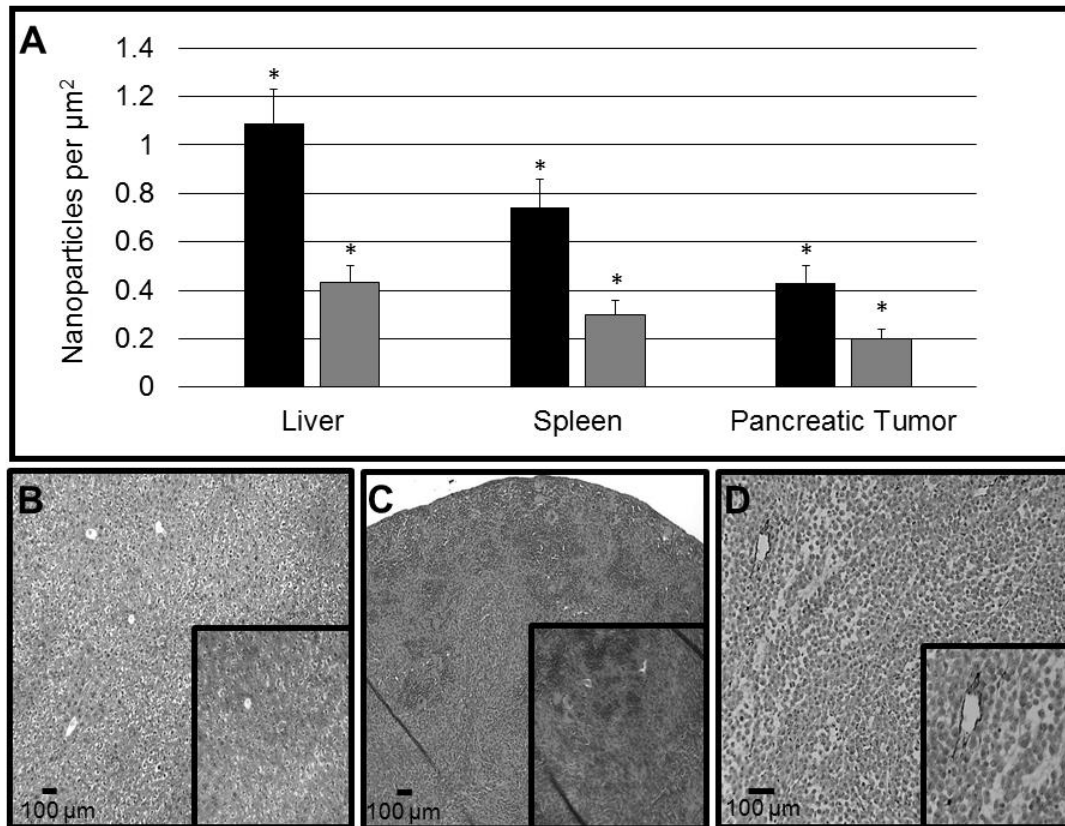 A
Nanoparticles per µm²
1.4
1.2
1
0.8
0.6
0.4
0.2
0
*
*
*
*
*
*
Liver
Spleen
Pancreatic Tumor
B
100 µm
C
100 µm
D
100 µm